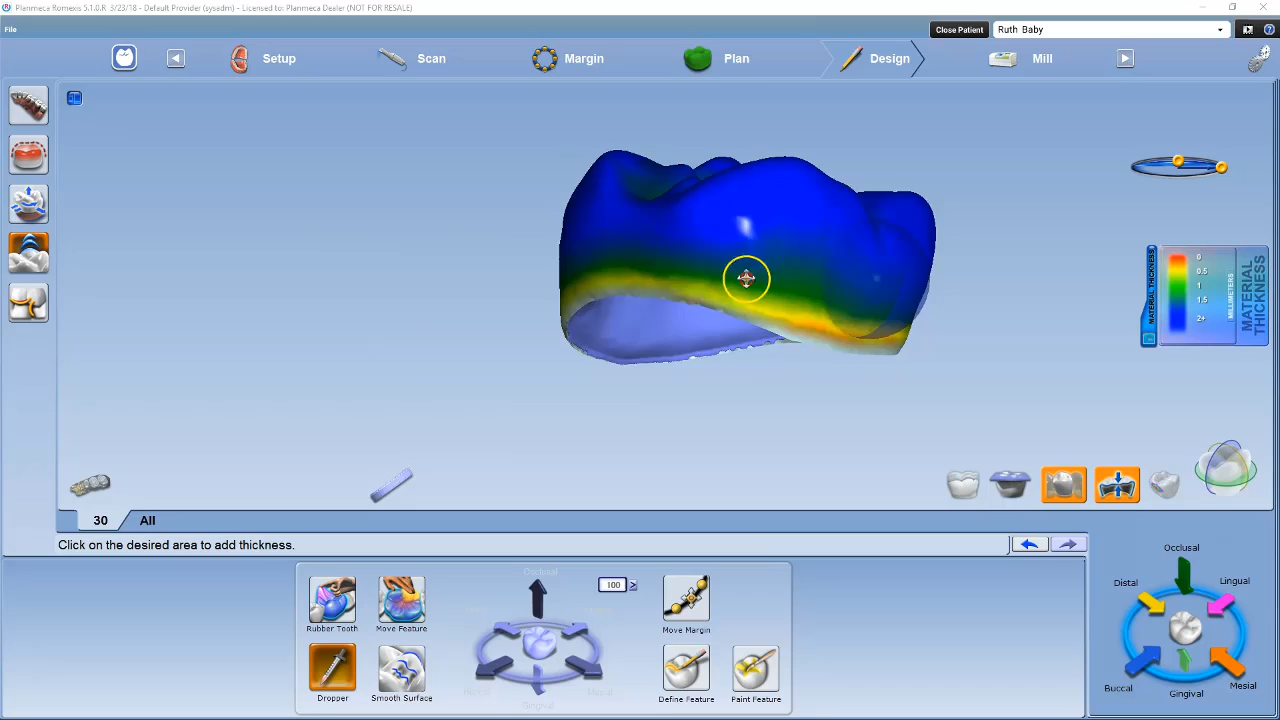 Planmeca Romexis 5.1.0.R  3/23/18 - Default Provider (sysadm) - Licensed to: Planmeca Dealer (NOT FOR RESALE)
File
Close Patient
Ruth Baby
Setup
Scan
Margin
Plan
Design
Mill
MATERIAL THICKNESS
0
0.5
1
1.5
2+
MILLIMETERS
MATERIAL THICKNESS
30
All
Click on the desired area to add thickness.
Rubber Tooth
Move Feature
Dropper
Smooth Surface
Occlusal
Mesial
Gingival
100
Move Margin
Define Feature
Paint Feature
Occlusal
Distal
Lingual
Buccal
Gingival
Mesial